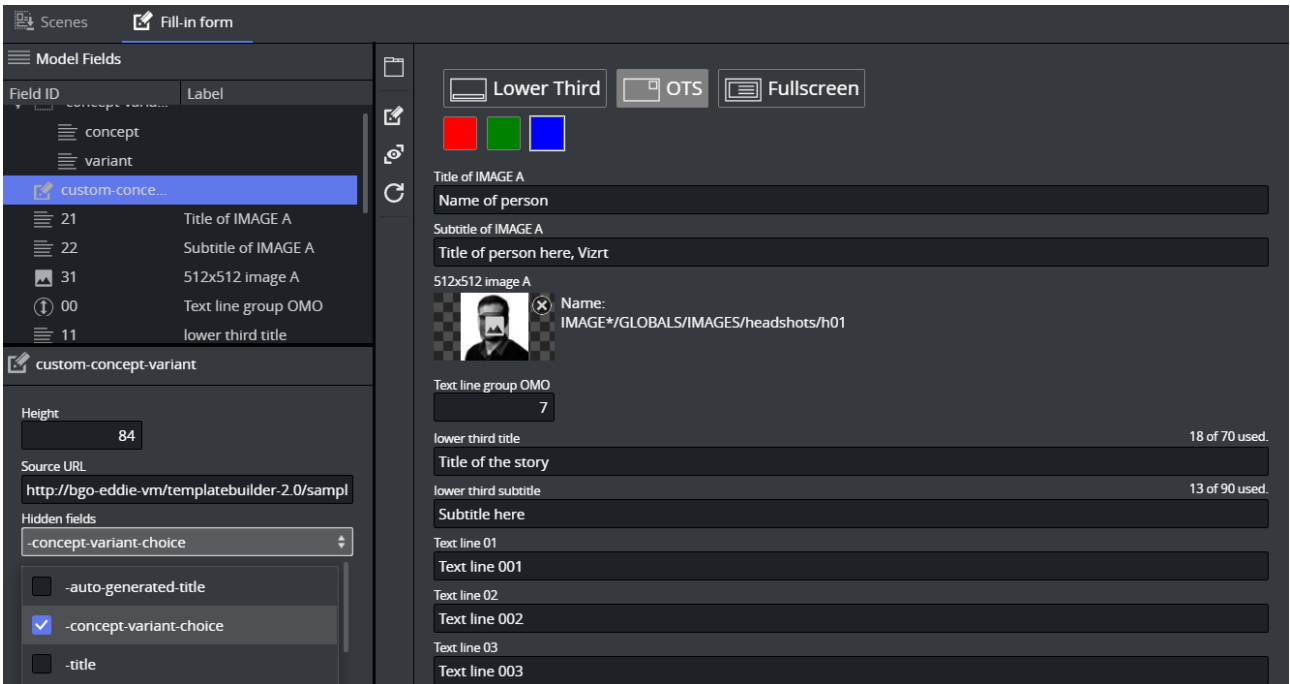 Scenes
Fill-in form
Model Fields
Field ID Label
concept-varia...
concept
variant
custom-conce...
21 Title of IMAGE A
22 Subtitle of IMAGE A
31 512x512 image A
00 Text line group OMO
11 lower third title
custom-concept-variant
Height
84
Source URL
http://bgo-eddie-vm/templatebuilder-2.0/sampl
Hidden fields
-concept-variant-choice
-auto-generated-title
-concept-variant-choice
-title
Lower Third OTS Fullscreen
Title of IMAGE A
Name of person
Subtitle of IMAGE A
Title of person here, Vizrt
512x512 image A
Name:
IMAGE*/GLOBALS/IMAGES/headshots/h01
Text line group OMO
7
lower third title 18 of 70 used.
Title of the story
lower third subtitle 13 of 90 used.
Subtitle here
Text line 01
Text line 001
Text line 02
Text line 002
Text line 03
Text line 003